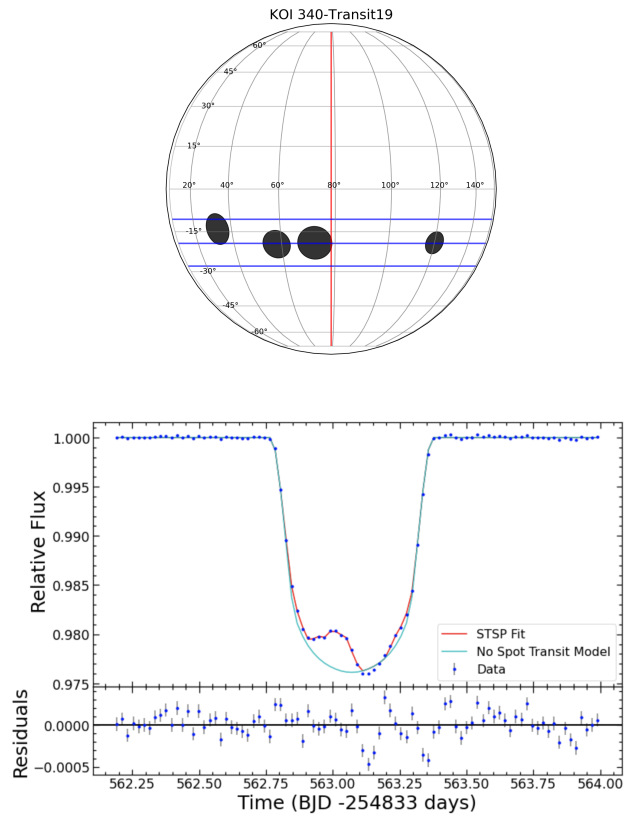 KOI 340-Transit19
60°
45°
30°
15°
20° 40° 60° 80° 100° 120° 140°
-15°
-30°
-45°
-60°
1.000
0.995
0.990
0.985
0.980
0.975
Relative Flux
STSP Fit
No Spot Transit Model
Data
0.0000
−0.0005
Residuals
562.25 562.50 562.75 563.00 563.25 563.50 563.75 564.00
Time (BJD -254833 days)